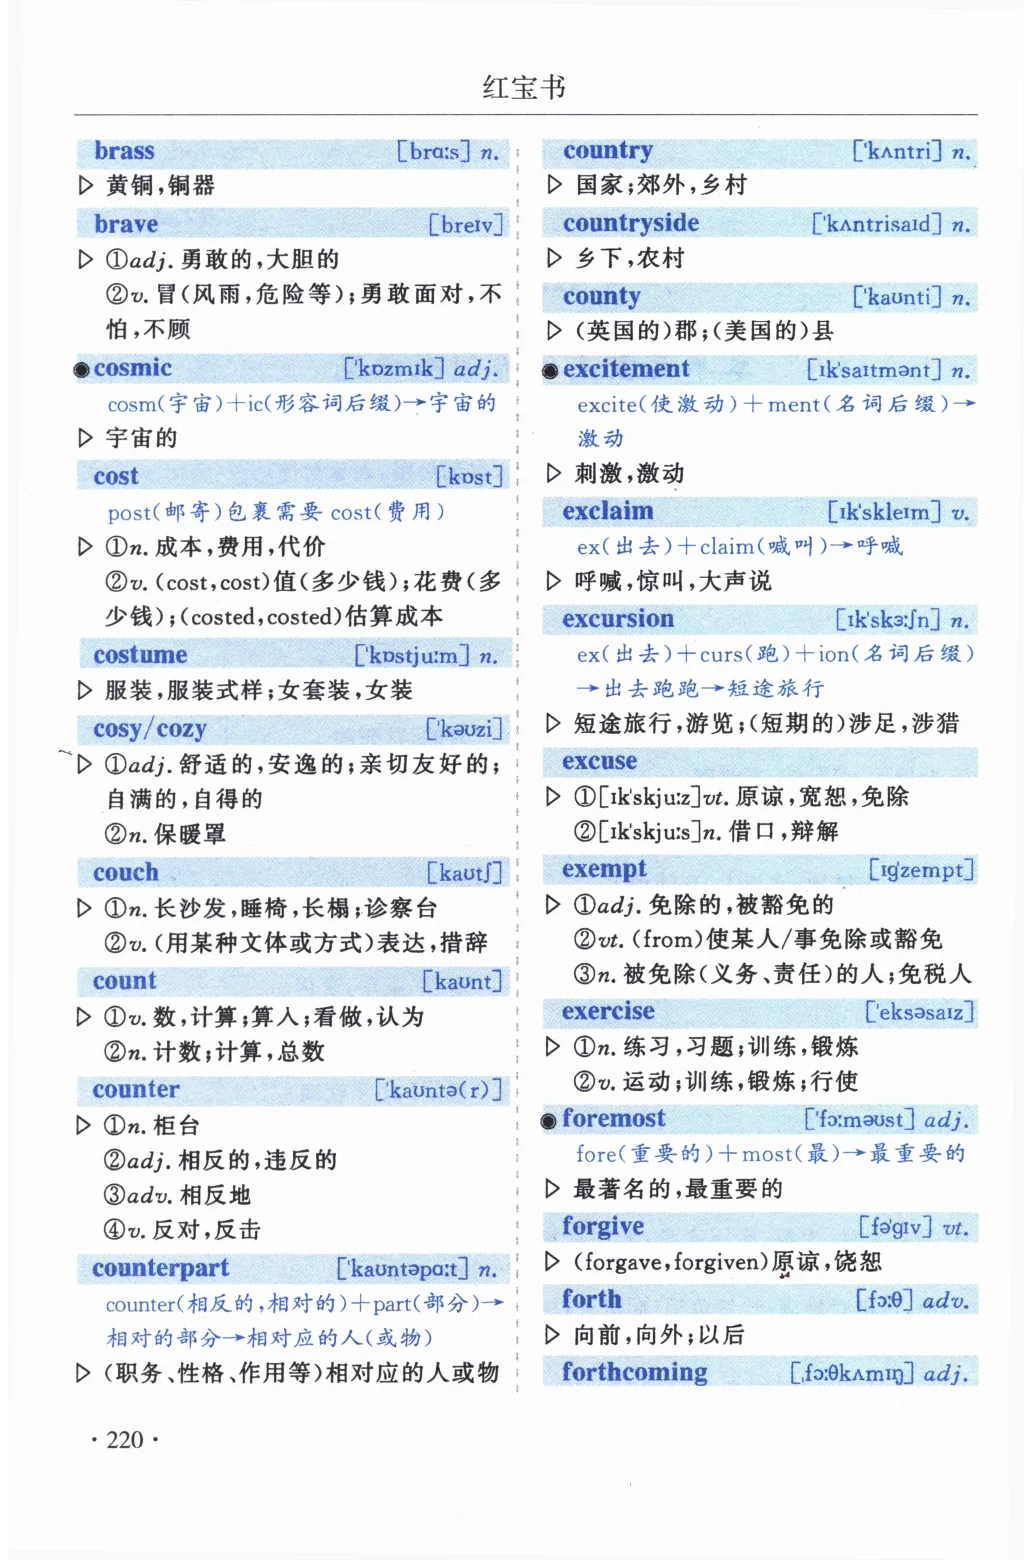 红宝书
brass [brɑːs] n.
▷ 黄铜,铜器
brave [breɪv]
▷ ①adj. 勇敢的,大胆的
②v. 冒(风雨,危险等);勇敢面对,不
怕,不顾
●cosmic [ˈkɒzmɪk] adj.
cosm(宇宙)+ic(形容词后缀)→宇宙的
▷ 宇宙的
cost [kɒst]
post(邮寄)包裹需要 cost(费用)
▷ ①n. 成本,费用,代价
②v. (cost,cost)值(多少钱);花费(多
少钱);(costed,costed)估算成本
costume [ˈkɒstjuːm] n.
▷ 服装,服装式样;女套装,女装
cosy/cozy [ˈkəʊzi]
▷ ①adj. 舒适的,安逸的;亲切友好的;
自满的,自得的
②n. 保暖罩
couch [kaʊtʃ]
▷ ①n. 长沙发,睡椅,长榻;诊察台
②v. (用某种文体或方式)表达,措辞
count [kaʊnt]
▷ ①v. 数,计算;算入;看做,认为
②n. 计数;计算,总数
counter [ˈkaʊntə(r)]
▷ ①n. 柜台
②adj. 相反的,违反的
③adv. 相反地
④v. 反对,反击
counterpart [ˈkaʊntəpɑːt] n.
counter(相反的,相对的)+part(部分)→
相对的部分→相对应的人(或物)
▷ (职务、性格、作用等)相对应的人或物
country [ˈkʌntri] n.
▷ 国家;郊外,乡村
countryside [ˈkʌntrisaɪd] n.
▷ 乡下,农村
county [ˈkaʊnti] n.
▷ (英国的)郡;(美国的)县
●excitement [ɪkˈsaɪtmənt] n.
excite(使激动)+ment(名词后缀)→
激动
▷ 刺激,激动
exclaim [ɪkˈskleɪm] v.
ex(出去)+claim(喊叫)→呼喊
▷ 呼喊,惊叫,大声说
excursion [ɪkˈskɜːʃn] n.
ex(出去)+curs(跑)+ion(名词后缀)
→出去跑跑→短途旅行
▷ 短途旅行,游览;(短期的)涉足,涉猎
excuse
▷ ①[ɪkˈskjuːz]vt. 原谅,宽恕,免除
②[ɪkˈskjuːs]n. 借口,辩解
exempt [ɪɡˈzempt]
▷ ①adj. 免除的,被豁免的
②vt. (from)使某人/事免除或豁免
③n. 被免除(义务、责任)的人;免税人
exercise [ˈeksəsaɪz]
▷ ①n. 练习,习题;训练,锻炼
②v. 运动;训练,锻炼;行使
●foremost [ˈfɔːməʊst] adj.
fore(重要的)+most(最)→最重要的
▷ 最著名的,最重要的
forgive [fəˈɡɪv] vt.
▷ (forgave,forgiven)原谅,饶恕
forth [fɔːθ] adv.
▷ 向前,向外;以后
forthcoming [ˌfɔːθkʌmɪŋ] adj.
· 220 ·